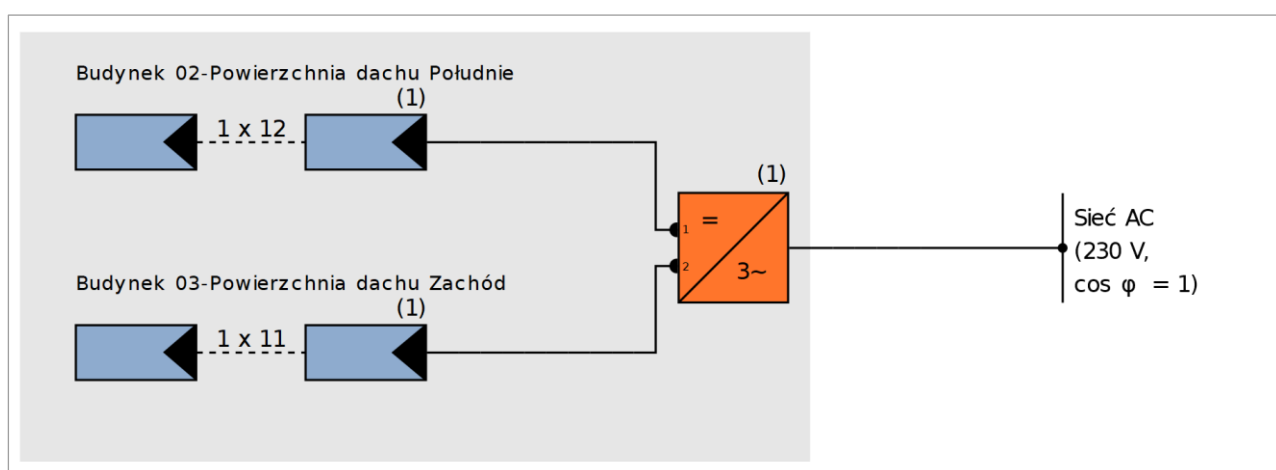 Budynek 02-Powierzchnia dachu Południe
(1)
1 x 12
(1)
1
=
2
3~
Budynek 03-Powierzchnia dachu Zachód
(1)
1 x 11
Sieć AC
(230 V,
cos φ = 1)